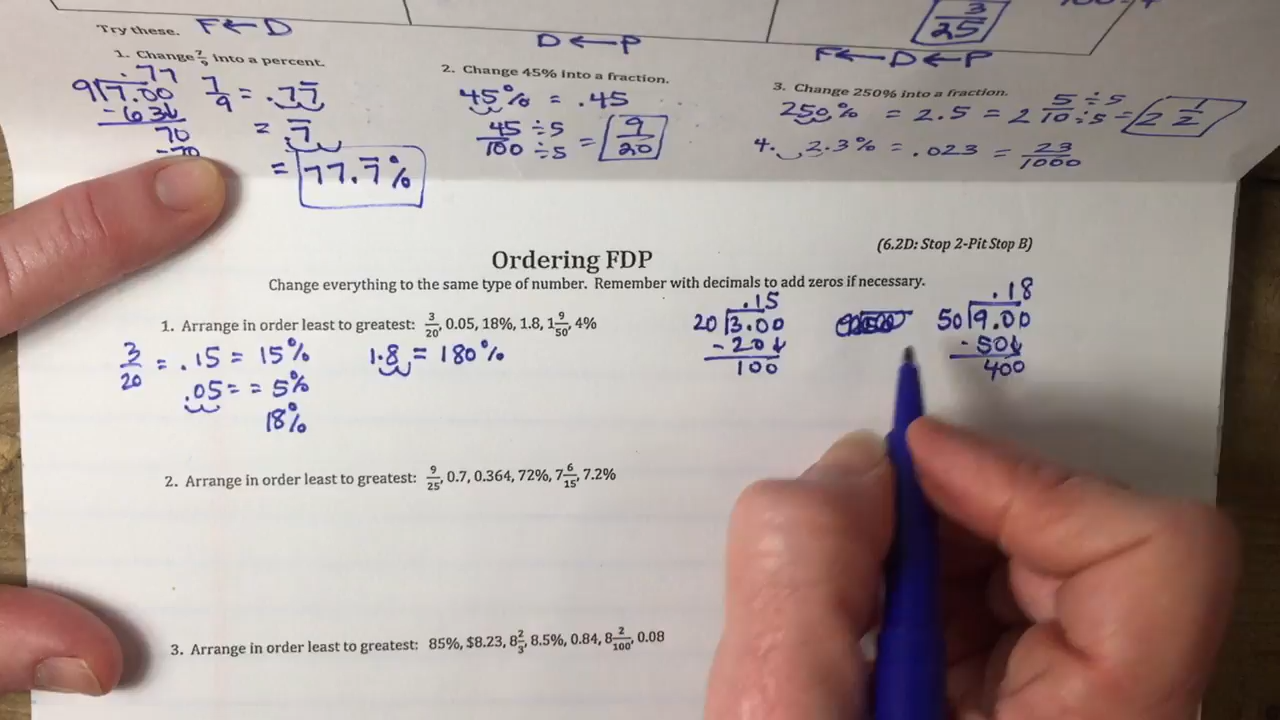 3
25
Try these. F←D
D←P
F←D←P
1. Change 7/9 into a percent.
.77
9)7.00
-63↓
70
-70
7/9 = .77̄
= .7̄
= 77.7̄%
2. Change 45% into a fraction.
45% = .45
45/100 ÷5/÷5 = 9/20
3. Change 250% into a fraction.
250% = 2.5 = 2 5/10 ÷5/÷5 = 2 1/2
4. 2.3% = .023 = 23/1000
(6.2D: Stop 2-Pit Stop B)
Ordering FDP
Change everything to the same type of number. Remember with decimals to add zeros if necessary.
1. Arrange in order least to greatest: 3/20, 0.05, 18%, 1.8, 1 9/50, 4%
3/20 = .15 = 15%
.05 = = 5%
18%
1.8 = 180%
.15
20)3.00
-20↓
100
.18
50)9.00
-50↓
400
2. Arrange in order least to greatest: 9/25, 0.7, 0.364, 72%, 7 6/15, 7.2%
3. Arrange in order least to greatest: 85%, $8.23, 8 2/3, 8.5%, 0.84, 8 2/100, 0.08